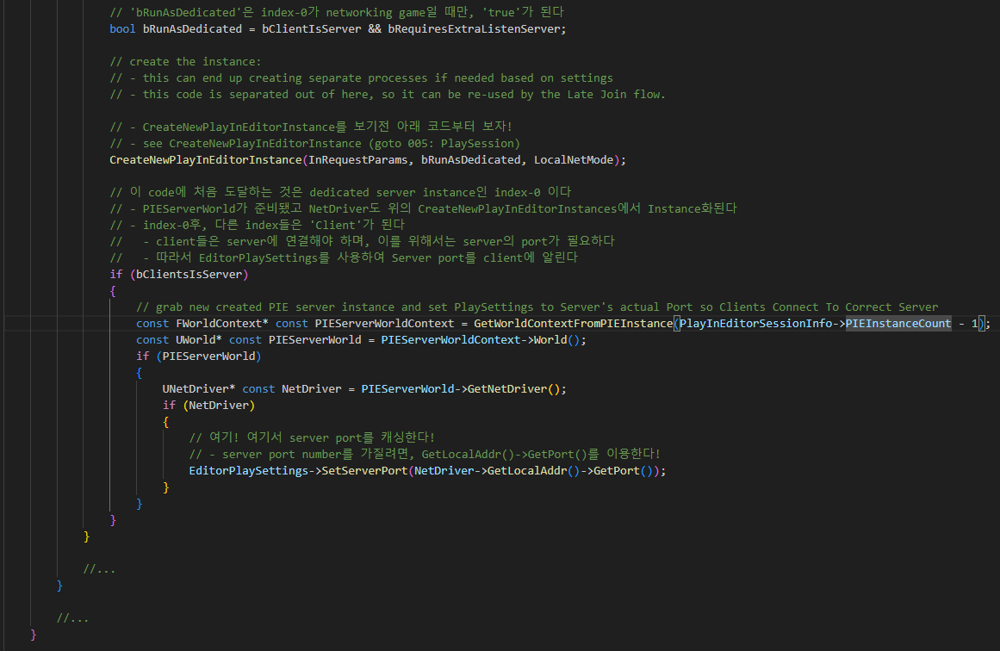 // 'bRunAsDedicated'은 index-0가 networking game일 때만, 'true'가 된다
bool bRunAsDedicated = bClientIsServer && bRequiresExtraListenServer;
// create the instance:
// - this can end up creating separate processes if needed based on settings
// - this code is separated out of here, so it can be re-used by the Late Join flow.
// - CreateNewPlayInEditorInstance를 보기전 아래 코드부터 보자!
// - see CreateNewPlayInEditorInstance (goto 005: PlaySession)
CreateNewPlayInEditorInstance(InRequestParams, bRunAsDedicated, LocalNetMode);
// 이 code에 처음 도달하는 것은 dedicated server instance인 index-0 이다
// - PIEServerWorld가 준비됐고 NetDriver도 위의 CreateNewPlayInEditorInstances에서 Instance화된다
// - index-0후, 다른 index들은 'Client'가 된다
//   - client들은 server에 연결해야 하며, 이를 위해서는 server의 port가 필요하다
//   - 따라서 EditorPlaySettings를 사용하여 Server port를 client에 알린다
if (bClientsIsServer)
{
// grab new created PIE server instance and set PlaySettings to Server's actual Port so Clients Connect To Correct Server
const FWorldContext* const PIEServerWorldContext = GetWorldContextFromPIEInstance(PlayInEditorSessionInfo->PIEInstanceCount - 1);
const UWorld* const PIEServerWorld = PIEServerWorldContext->World();
if (PIEServerWorld)
{
UNetDriver* const NetDriver = PIEServerWorld->GetNetDriver();
if (NetDriver)
{
// 여기! 여기서 server port를 캐싱한다!
// - server port number를 가질려면, GetLocalAddr()->GetPort()를 이용한다!
EditorPlaySettings->SetServerPort(NetDriver->GetLocalAddr()->GetPort());
}
}
}
}
//...
}
//...
}